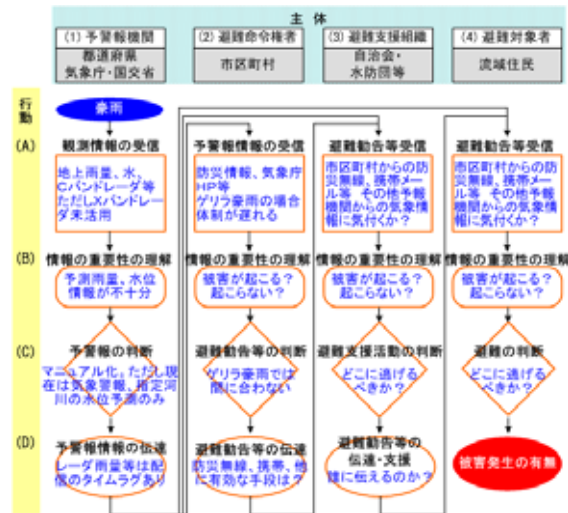 主 体
(1) 予警報機関
都道府県
気象庁・国交省
(2) 避難命令権者
市区町村
(3) 避難支援組織
自治会・
水防団等
(4) 避難対象者
流域住民
行動
豪雨
(A)
観測情報の受信
地上雨量、水、
Cバンドレーダ等
ただしXバンドレ
ーダ未活用
予警報情報の受信
防災情報、気象庁
HP等
ゲリラ豪雨の場合
体制が遅れる
避難勧告等受信
市区町村からの防
災無線、携帯メー
ル等 その他予報
機関からの気象情
報に気付くか?
避難勧告等受信
市区町村からの防
災無線、携帯メー
ル等 その他予報
機関からの気象情
報に気付くか?
(B)
情報の重要性の理解
予測雨量、水位
情報が不十分
情報の重要性の理解
被害が起こる?
起こらない?
情報の重要性の理解
被害が起こる?
起こらない?
情報の重要性の理解
被害が起こる?
起こらない?
(C)
予警報の判断
マニュアル化。ただし現
在は気象警報、指定河
川の水位予測のみ
避難勧告等の判断
ゲリラ豪雨では
間に合わない
避難支援活動の判断
どこに逃げる
べきか?
避難の判断
どこに逃げる
べきか?
(D)
予警報情報の伝達
レーダ雨量等は配
信のタイムラグあり
避難勧告等の伝達
防災無線、携帯、他
に有効な手段は?
避難勧告等の
伝達・支援
誰に伝えるのか?
被害発生の有無